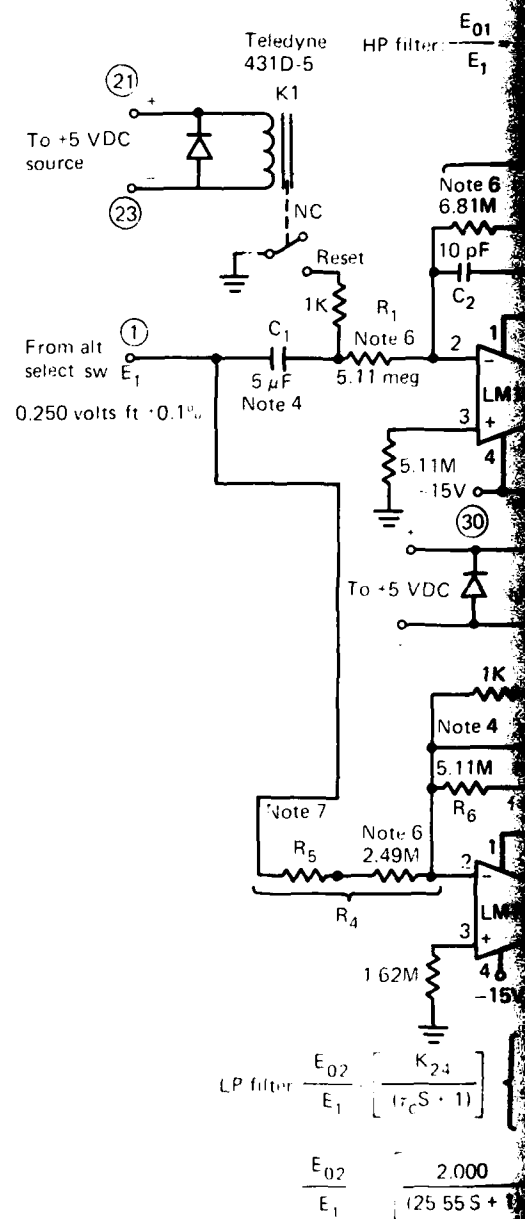 Teledyne
431D-5
K1
HP filter: E01
E1
21
+
To +5 VDC
source
-
23
NC
Reset
1K
Note 6
6.81M
10 pF
C2
1
From alt
select sw
E1
0.250 volts ft
C1
5 μF
Note 4
R1
Note 6
5.11 meg
2
-
1
LM1
3
+
4
5.11M
-15V
30
+
To +5 VDC
1K
Note 4
5.11M
R6
Note 7
R5
Note 6
2.49M
R4
2
-
1
LM
3
+
4
1.62M
-15V
LP filter E02
E1
K24
(τcS + 1)
E02
E1
2.000
(25.55 S + 1